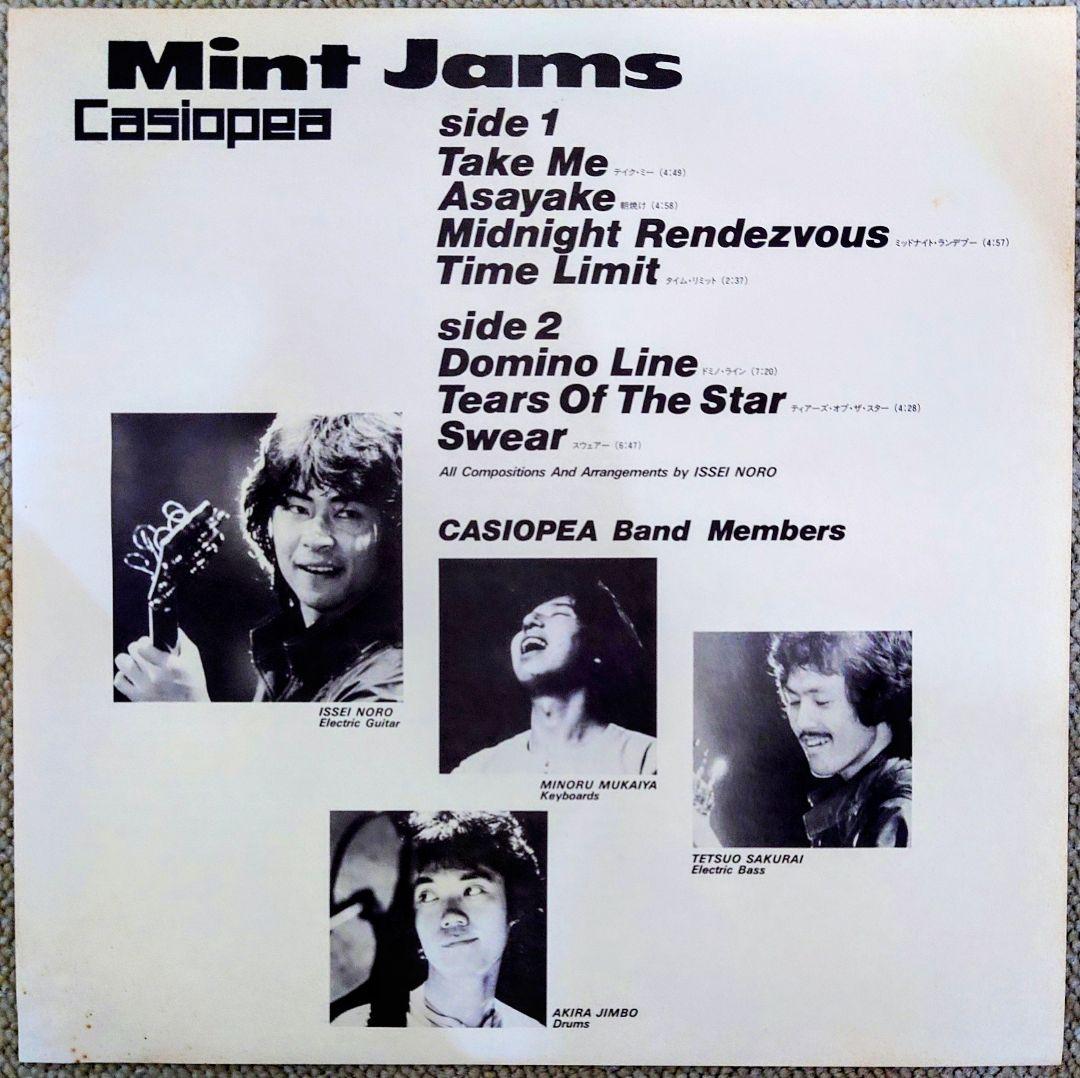 Mint Jams
Casiopea
side 1
Take Me テイク・ミー (4:49)
Asayake 朝焼け (4:58)
Midnight Rendezvous ミッドナイト・ランデブー (4:57)
Time Limit タイム・リミット (2:37)
side 2
Domino Line ドミノ・ライン (7:20)
Tears Of The Star ティアーズ・オブ・ザ・スター (4:28)
Swear スウェアー (6:47)
All Compositions And Arrangements by ISSEI NORO
CASIOPEA Band Members
ISSEI NORO
Electric Guitar
MINORU MUKAIYA
Keyboards
TETSUO SAKURAI
Electric Bass
AKIRA JIMBO
Drums